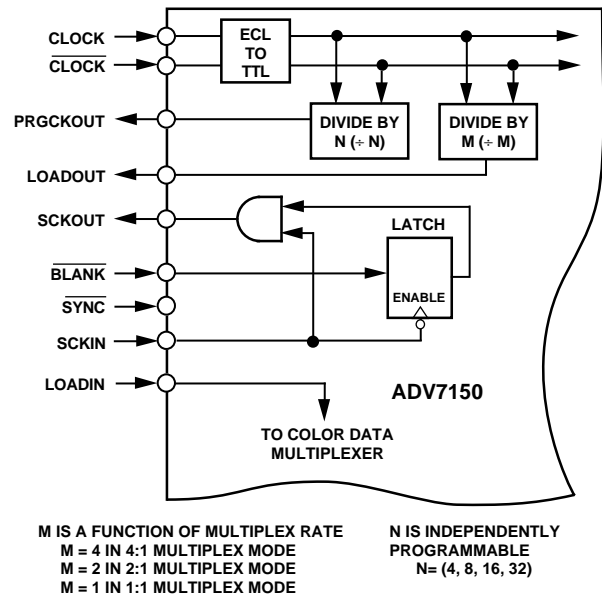 CLOCK
CLOCK
ECL
TO
TTL
PRGCKOUT
DIVIDE BY
N (÷ N)
DIVIDE BY
M (÷ M)
LOADOUT
SCKOUT
LATCH
BLANK
ENABLE
SYNC
SCKIN
LOADIN
ADV7150
TO COLOR DATA
MULTIPLEXER
M IS A FUNCTION OF MULTIPLEX RATE
M = 4 IN 4:1 MULTIPLEX MODE
M = 2 IN 2:1 MULTIPLEX MODE
M = 1 IN 1:1 MULTIPLEX MODE
N IS INDEPENDENTLY
PROGRAMMABLE
N= (4, 8, 16, 32)